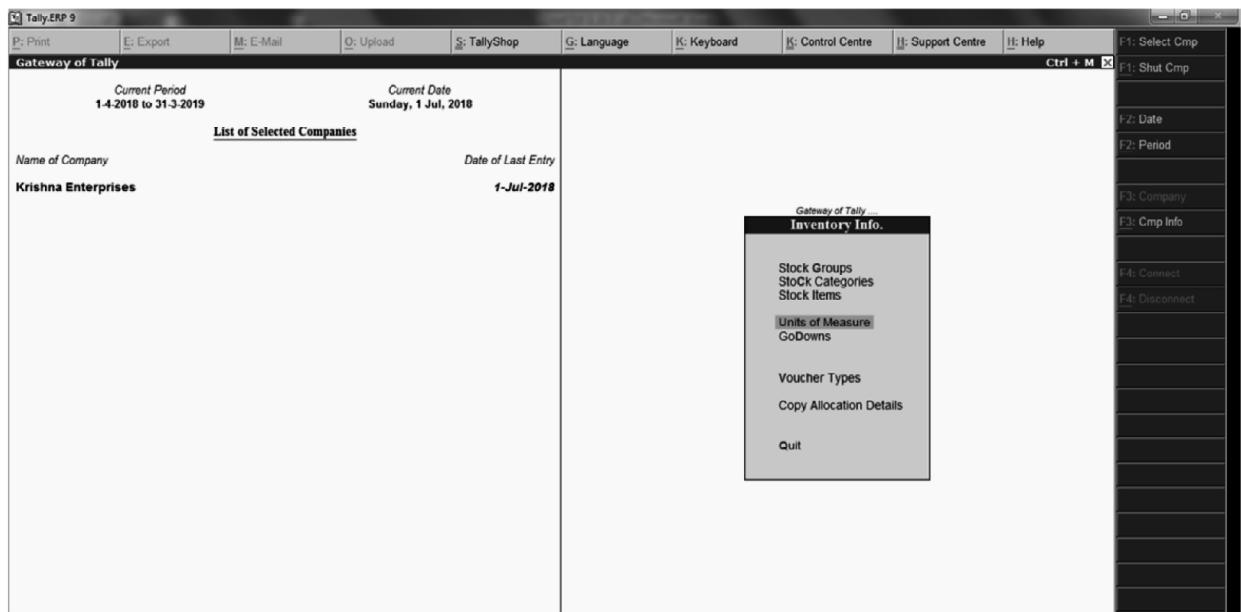 Tally.ERP 9
P: Print E: Export M: E-Mail O: Upload S: TallyShop G: Language K: Keyboard K: Control Centre H: Support Centre H: Help
Gateway of Tally Ctrl + M
Current Period Current Date
1-4-2018 to 31-3-2019 Sunday, 1 Jul, 2018
List of Selected Companies
Name of Company Date of Last Entry
Krishna Enterprises 1-Jul-2018
Gateway of Tally ....
Inventory Info.
Stock Groups
StoCk Categories
Stock Items
Units of Measure
GoDowns
Voucher Types
Copy Allocation Details
Quit
F1: Select Cmp
F1: Shut Cmp
F2: Date
F2: Period
F3: Company
F3: Cmp Info
F4: Connect
F4: Disconnect